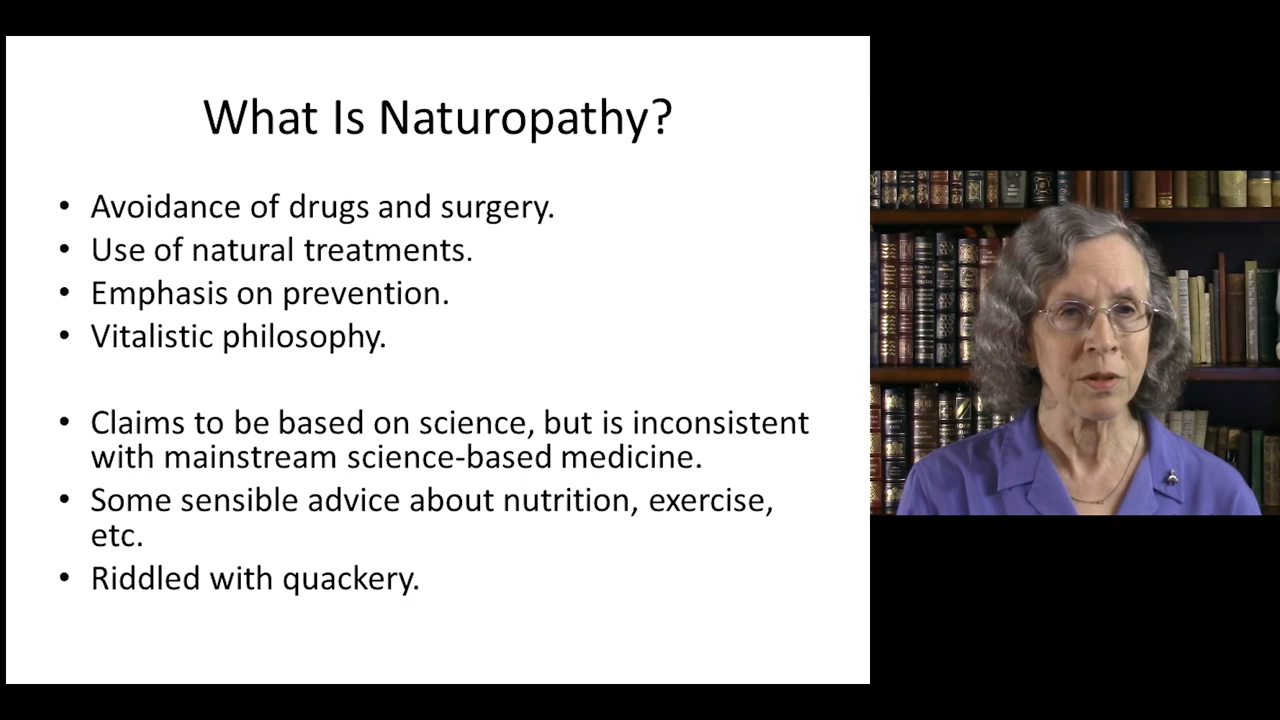 What Is Naturopathy?
• Avoidance of drugs and surgery.
• Use of natural treatments.
• Emphasis on prevention.
• Vitalistic philosophy.
• Claims to be based on science, but is inconsistent
with mainstream science-based medicine.
• Some sensible advice about nutrition, exercise,
etc.
• Riddled with quackery.